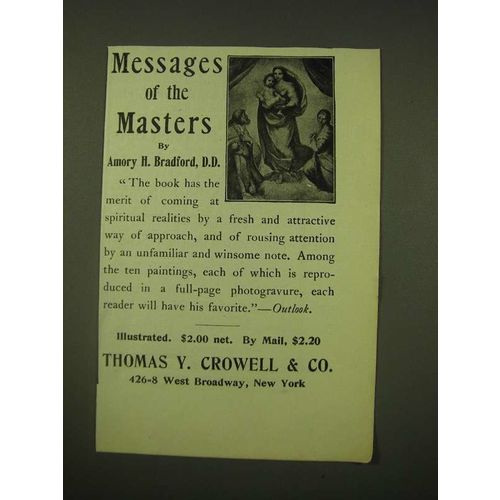 Messages
of the
Masters
By
Amory H. Bradford, D.D.
"The book has the
merit of coming at
spiritual realities by a fresh and attractive
way of approach, and of rousing attention
by an unfamiliar and winsome note. Among
the ten paintings, each of which is repro-
duced in a full-page photogravure, each
reader will have his favorite."—Outlook.
Illustrated. $2.00 net. By Mail, $2.20
THOMAS Y. CROWELL & CO.
426-8 West Broadway, New York